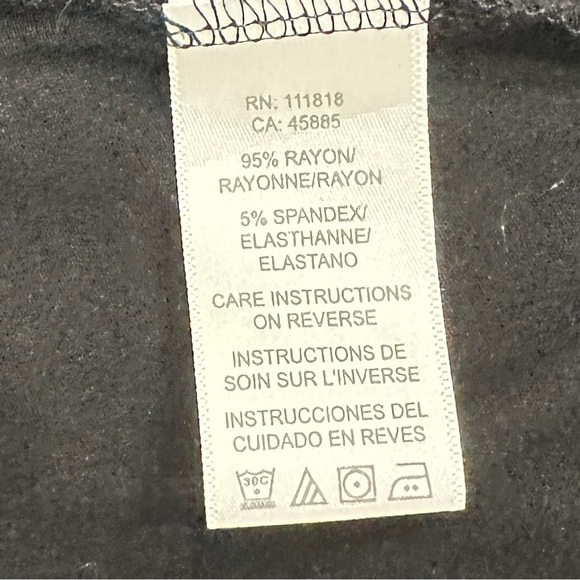 RN: 111818
CA: 45885
95% RAYON/
RAYONNE/RAYON
5% SPANDEX/
ELASTHANNE/
ELASTANO
CARE INSTRUCTIONS
ON REVERSE
INSTRUCTIONS DE
SOIN SUR L'INVERSE
INSTRUCCIONES DEL
CUIDADO EN REVES
30C